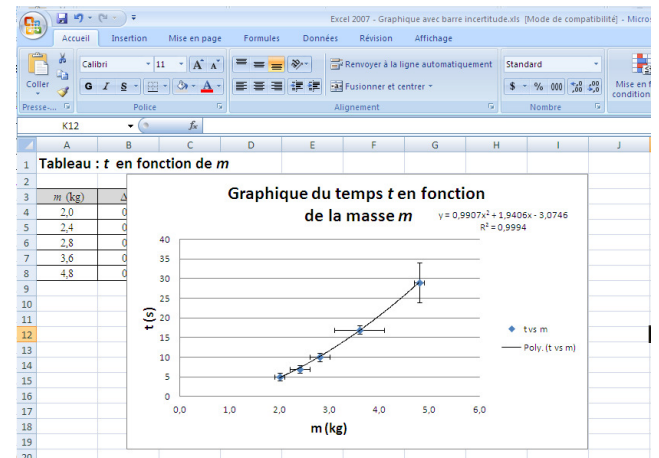 Excel 2007 - Graphique avec barre incertitude.xls [Mode de compatibilité] - Micros
Accueil Insertion Mise en page Formules Données Révision Affichage
Coller
Calibri 11 A A
Renvoyer à la ligne automatiquement
Standard
G I S A
Fusionner et centrer
$ % 000
Mise en f
condition
Presse-... Police Alignement Nombre
K12 fx
A B C D E F G H I J
1 Tableau : t en fonction de m
2
3 m (kg) Δ
4 2,0 0
5 2,4 0
6 2,8 0
7 3,6 0
8 4,8 0
9
10
11
12
13
14
15
16
17
18
19
20
Graphique du temps t en fonction
de la masse m
y = 0,9907x² + 1,9406x - 3,0746
R² = 0,9994
t (s)
40
35
30
25
20
15
10
5
0
0,0 1,0 2,0 3,0 4,0 5,0 6,0
m (kg)
t vs m
Poly. (t vs m)